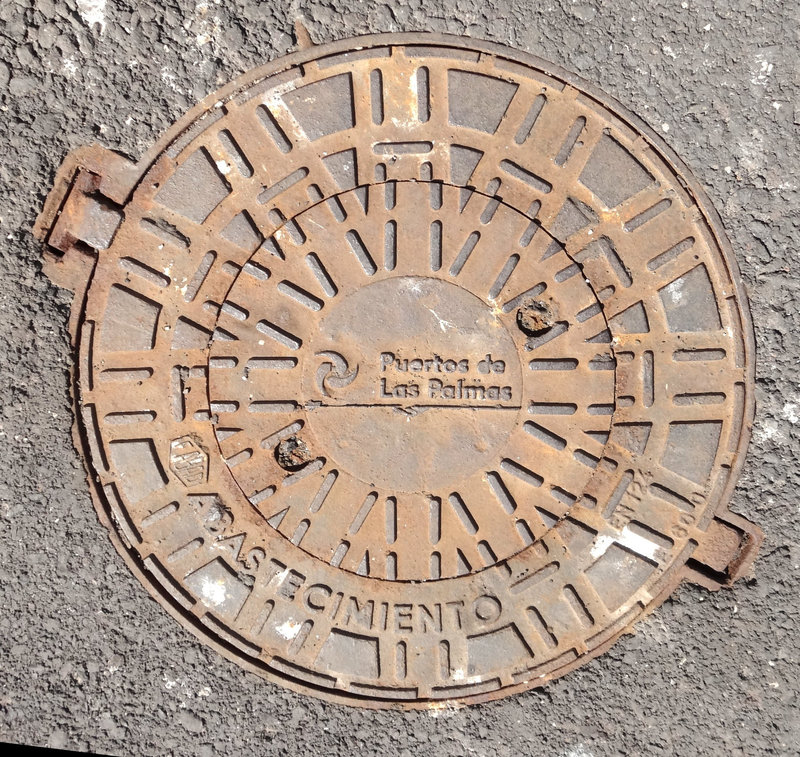 Puertos de
Las Palmas
ABASTECIMIENTO